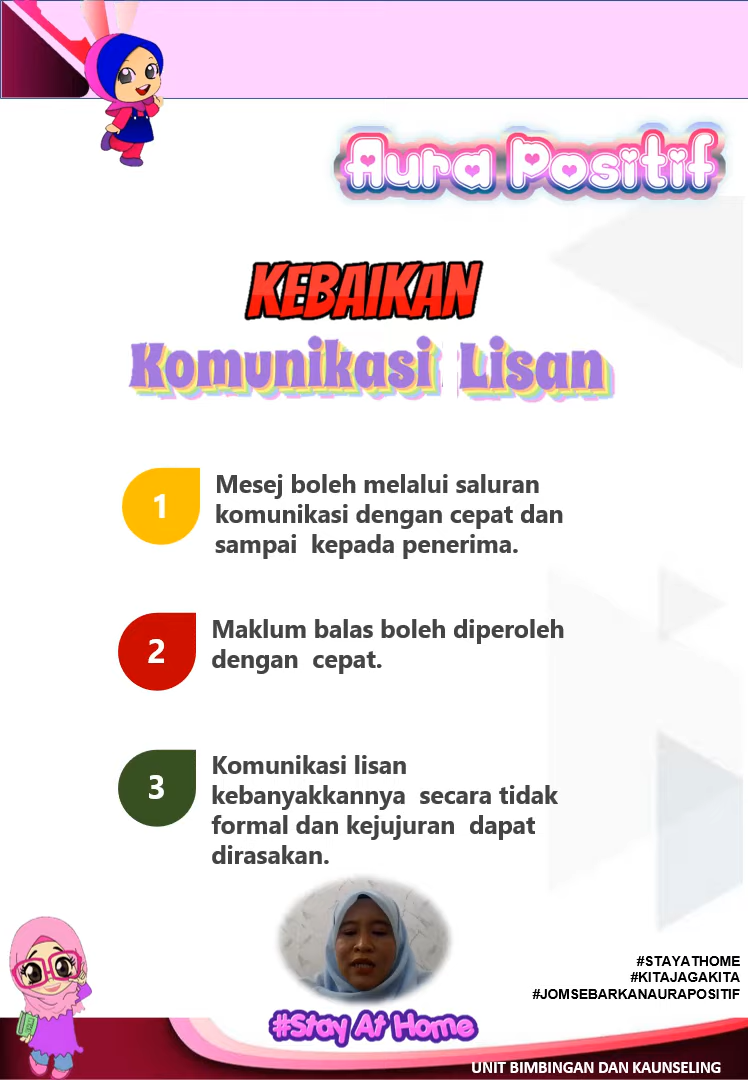 Aura Positif
KEBAIKAN
Komunikasi Lisan
1
Mesej boleh melalui saluran
komunikasi dengan cepat dan
sampai kepada penerima.
2
Maklum balas boleh diperoleh
dengan cepat.
3
Komunikasi lisan
kebanyakkannya secara tidak
formal dan kejujuran dapat
dirasakan.
#STAYATHOME
#KITAJAGAKITA
#JOMSEBARKANAURAPOSITIF
#Stay At Home
UNIT BIMBINGAN DAN KAUNSELING